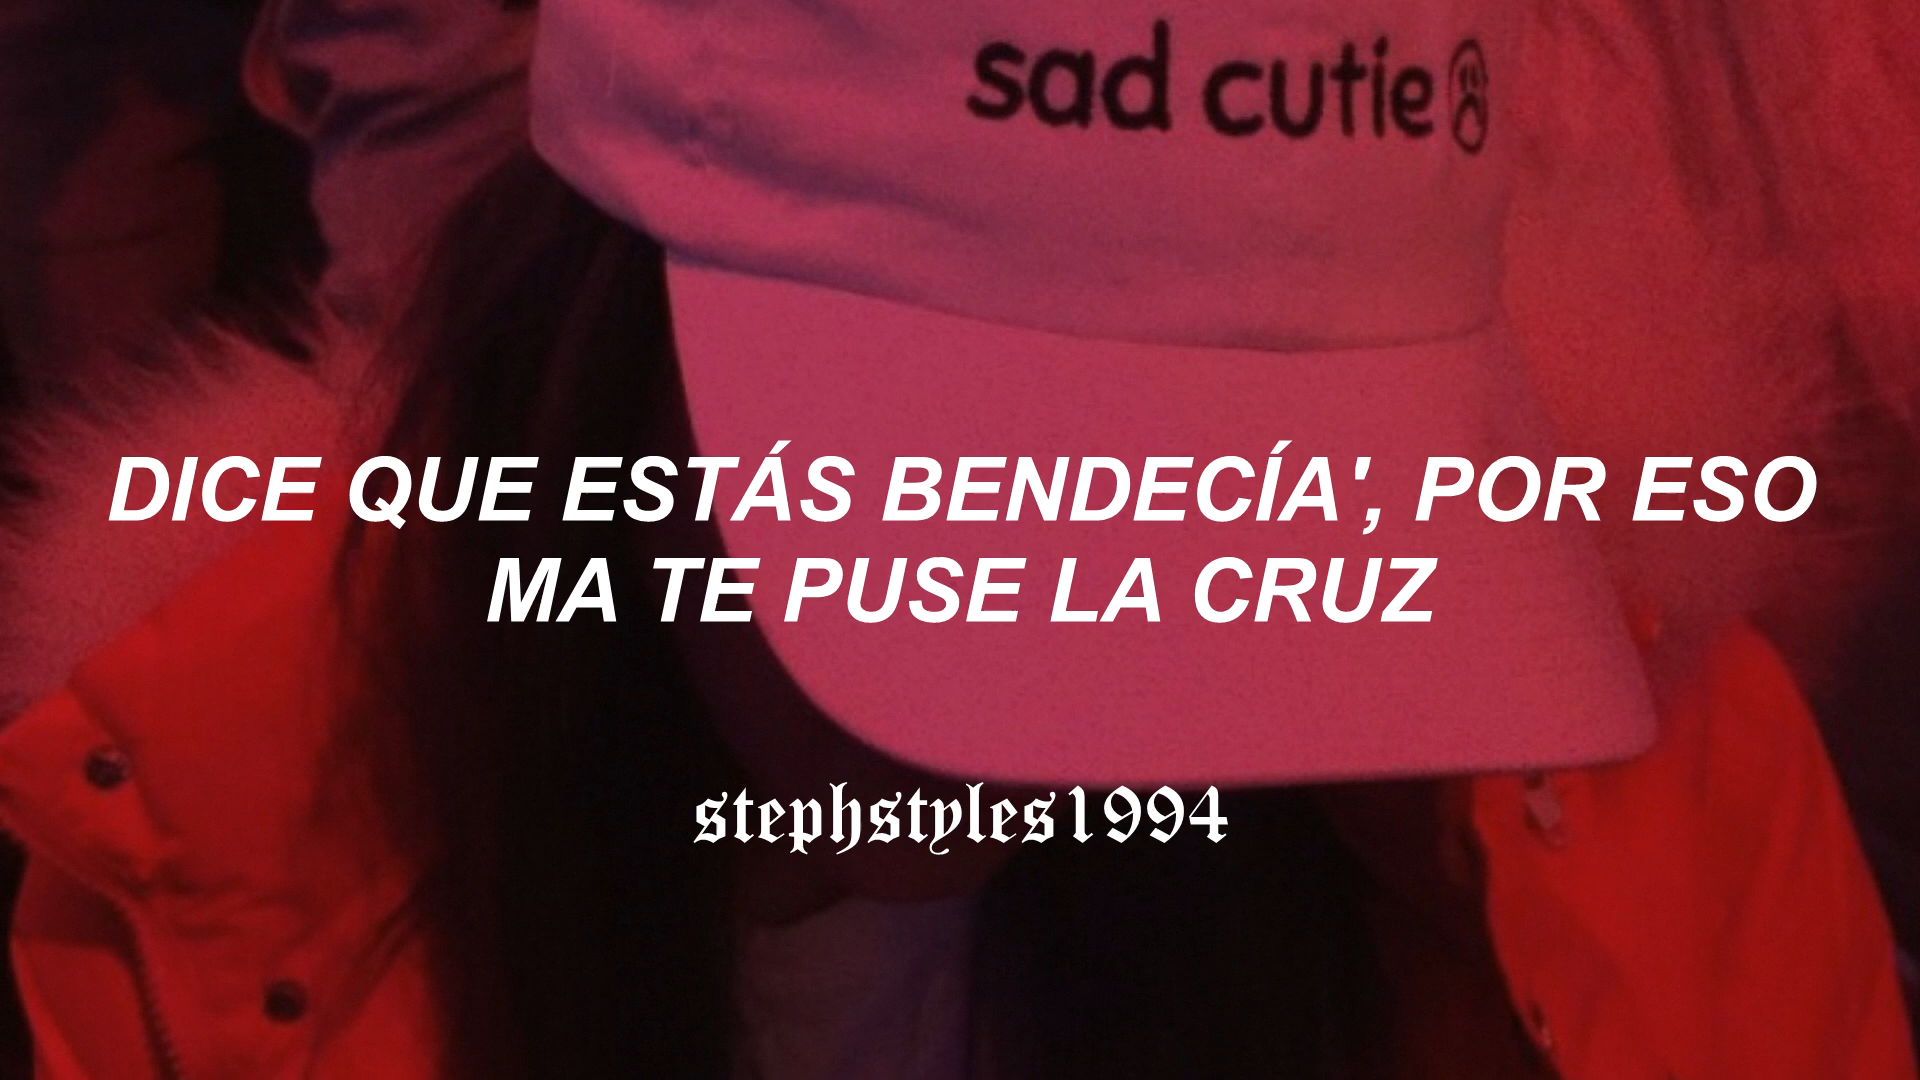 sad cutie
DICE QUE ESTÁS BENDECÍA', POR ESO
MA TE PUSE LA CRUZ
stephstyles1994